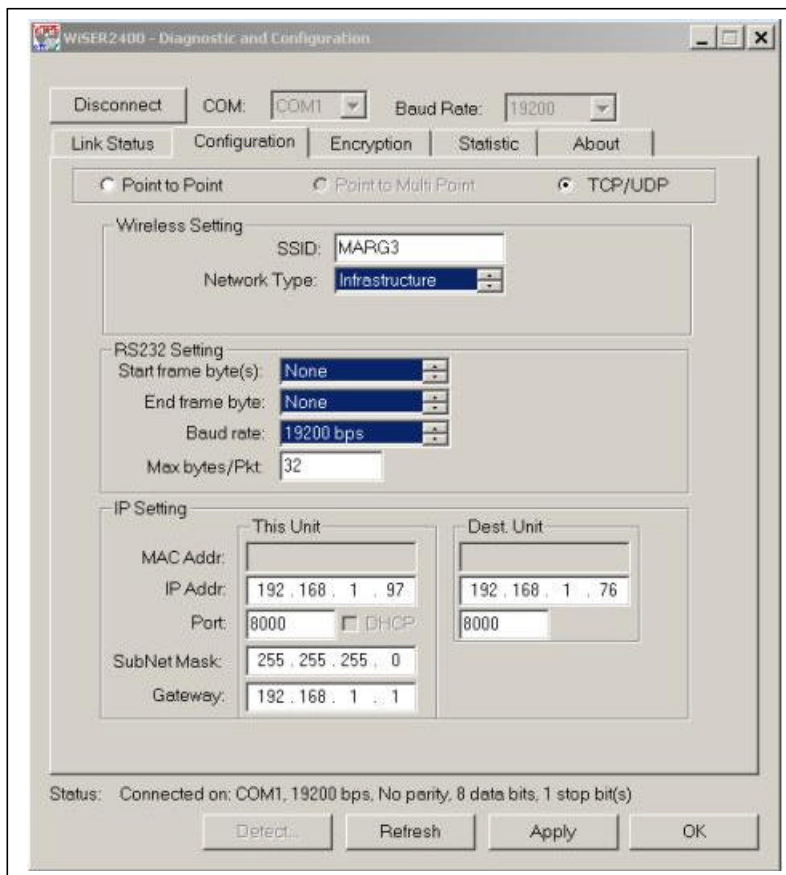 WiSER2400 - Diagnostic and Configuration
Disconnect COM: COM1 Baud Rate: 19200
Link Status Configuration Encryption Statistic About
Point to Point Point to Multi Point TCP/UDP
Wireless Setting
SSID: MARG3
Network Type: Infrastructure
RS232 Setting
Start frame byte(s): None
End frame byte: None
Baud rate: 19200 bps
Max bytes/Pkt: 32
IP Setting
This Unit Dest. Unit
MAC Addr:
IP Addr: 192 . 168 . 1 . 97 192 . 168 . 1 . 76
Port: 8000 DHCP 8000
SubNet Mask: 255 . 255 . 255 . 0
Gateway: 192 . 168 . 1 . 1
Status: Connected on: COM1, 19200 bps, No parity, 8 data bits, 1 stop bit(s)
Detect... Refresh Apply OK